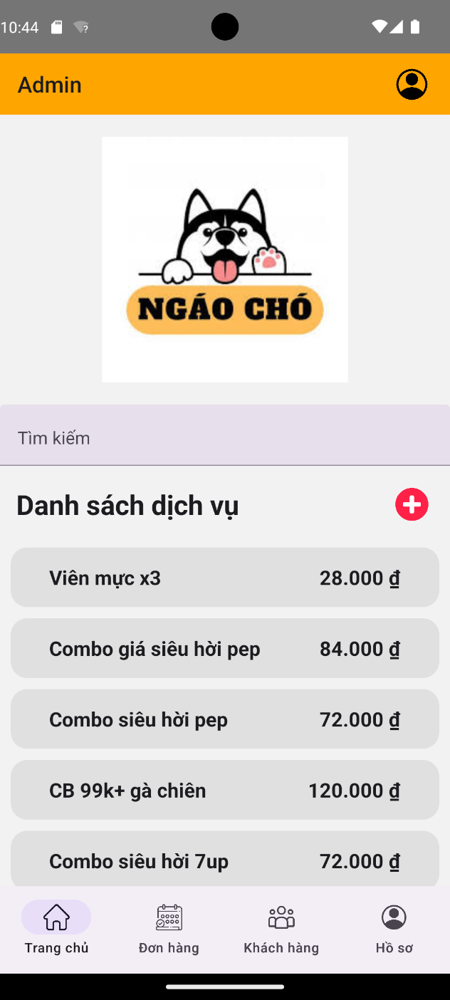 10:44
Admin
NGÁO CHÓ
Tìm kiếm
Danh sách dịch vụ
Viên mực x3 28.000 ₫
Combo giá siêu hời pep 84.000 ₫
Combo siêu hời pep 72.000 ₫
CB 99k+ gà chiên 120.000 ₫
Combo siêu hời 7up 72.000 ₫
Trang chủ Đơn hàng Khách hàng Hồ sơ